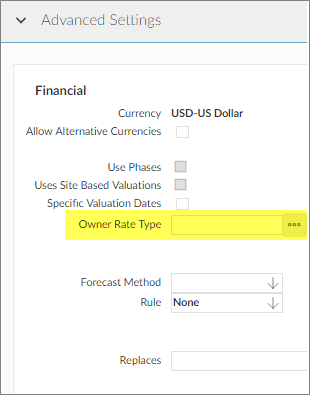 Advanced Settings
Financial
Currency USD-US Dollar
Allow Alternative Currencies
Use Phases
Uses Site Based Valuations
Specific Valuation Dates
Owner Rate Type
Forecast Method
Rule None
Replaces